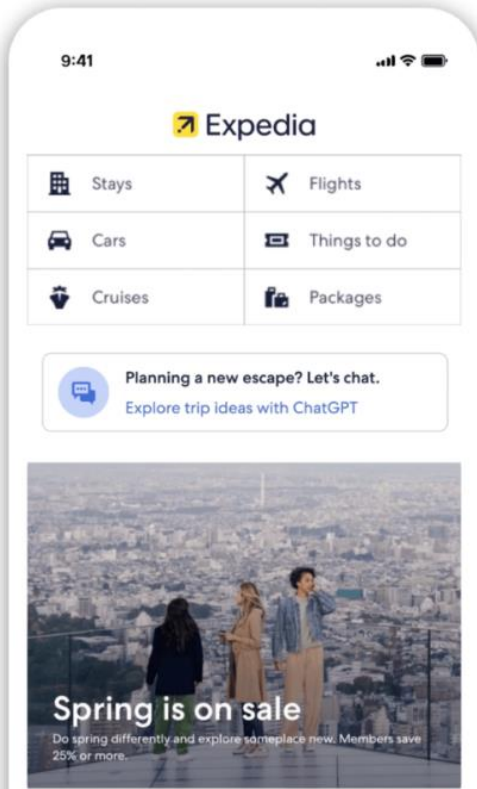 9:41
Expedia
Stays
Flights
Cars
Things to do
Cruises
Packages
Planning a new escape? Let's chat.
Explore trip ideas with ChatGPT
Spring is on sale
Do spring differently and explore someplace new. Members save
25% or more.